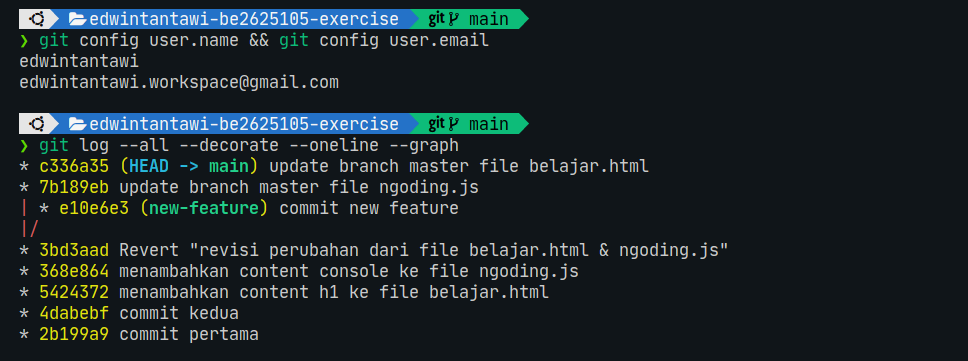 edwintantawi-be2625105-exercise git main
❯ git config user.name && git config user.email
edwintantawi
edwintantawi.workspace@gmail.com
edwintantawi-be2625105-exercise git main
❯ git log --all --decorate --oneline --graph
* c336a35 (HEAD -> main) update branch master file belajar.html
* 7b189eb update branch master file ngoding.js
| * e10e6e3 (new-feature) commit new feature
|/
* 3bd3aad Revert "revisi perubahan dari file belajar.html & ngoding.js"
* 368e864 menambahkan content console ke file ngoding.js
* 5424372 menambahkan content h1 ke file belajar.html
* 4dabebf commit kedua
* 2b199a9 commit pertama